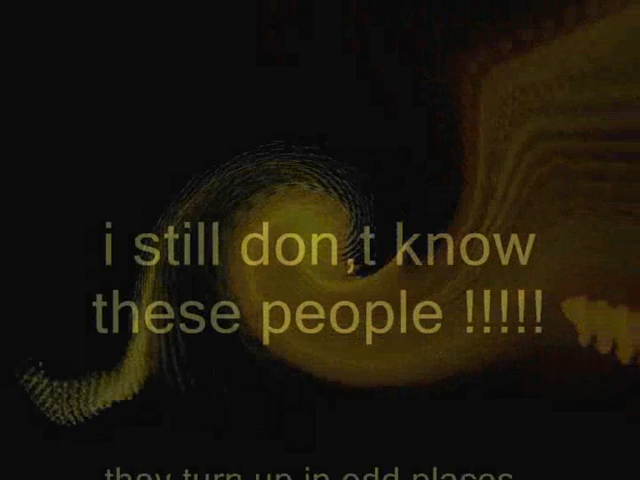 i still don,t know
these people !!!!!
they turn up in odd places